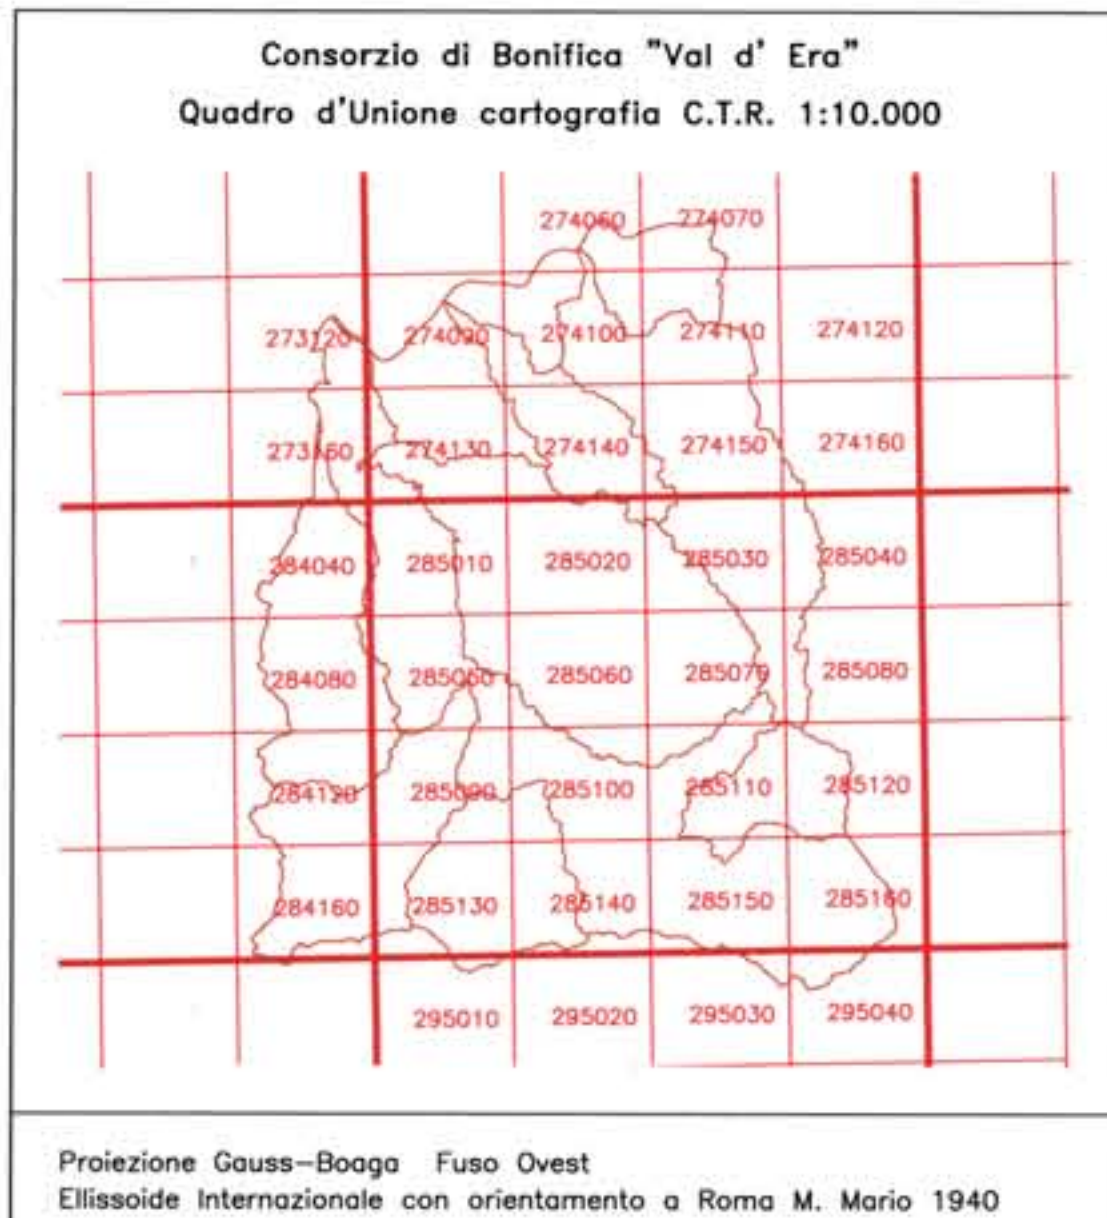 Consorzio di Bonifica "Val d' Era"
Quadro d'Unione cartografia C.T.R. 1:10.000
274060 274070
273120 274090 274100 274110 274120
273160 274130 274140 274150 274160
284040 285010 285020 285030 285040
284080 285050 285060 285070 285080
284120 285090 285100 285110 285120
284160 285130 285140 285150 285160
295010 295020 295030 295040
Proiezione Gauss-Boaga Fuso Ovest
Ellissoide Internazionale con orientamento a Roma M. Mario 1940